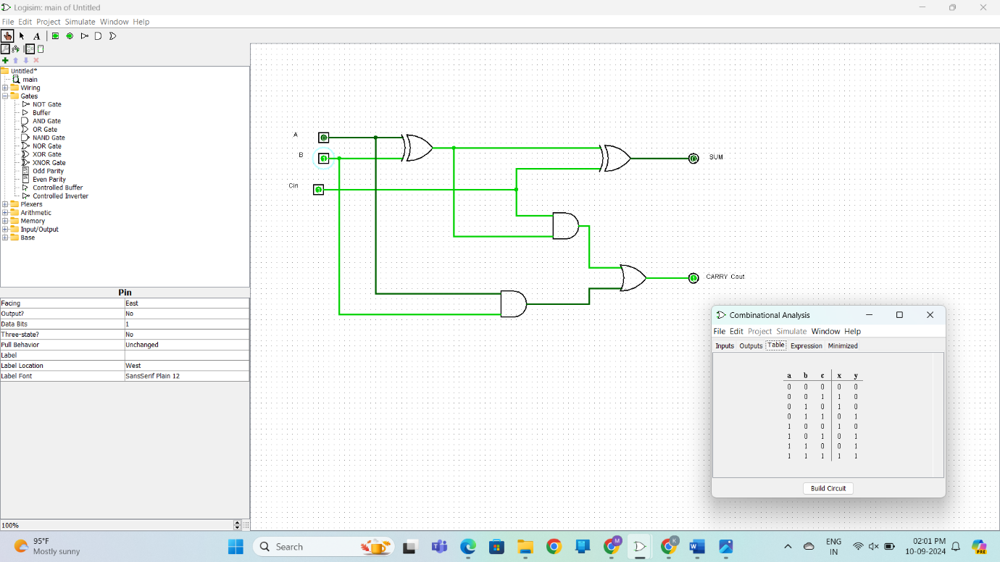 Logisim: main of Untitled
File Edit Project Simulate Window Help
A
Untitled*
main
Wiring
Gates
NOT Gate
Buffer
AND Gate
OR Gate
NAND Gate
NOR Gate
XOR Gate
XNOR Gate
Odd Parity
Even Parity
Controlled Buffer
Controlled Inverter
Plexers
Arithmetic
Memory
Input/Output
Base
Pin
Facing East
Output? No
Data Bits 1
Three-state? No
Pull Behavior Unchanged
Label
Label Location West
Label Font SansSerif Plain 12
100%
A 0
B 1
Cin 1
0 SUM
1 CARRY Cout
Combinational Analysis
File Edit Project Simulate Window Help
Inputs Outputs Table Expression Minimized
a b c x y
0 0 0 0 0
0 0 1 1 0
0 1 0 1 0
0 1 1 0 1
1 0 0 1 0
1 0 1 0 1
1 1 0 0 1
1 1 1 1 1
Build Circuit
95°F
Mostly sunny
Search
M
K
ENG
IN
02:01 PM
10-09-2024
PRE